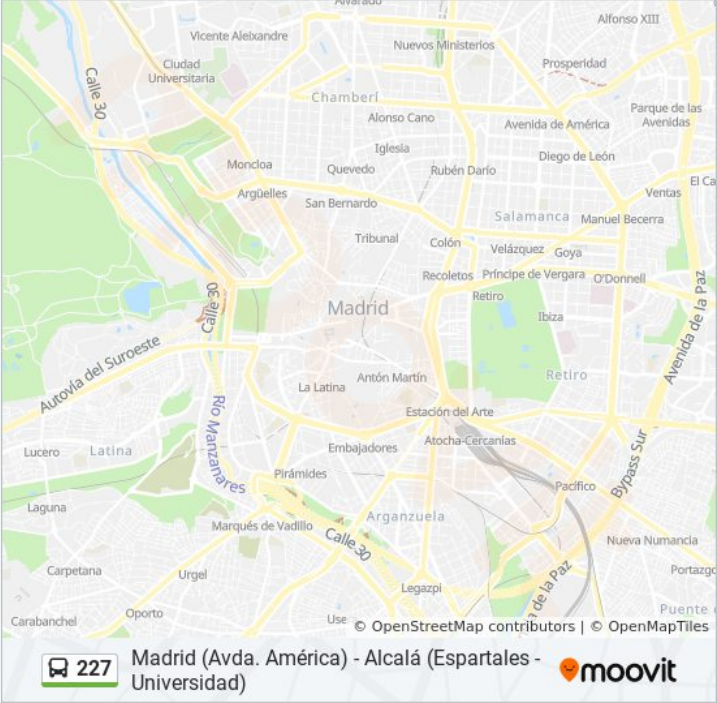 Alvarado
Alfonso XIII
Vicente Aleixandre
Nuevos Ministerios
Ciudad
Universitaria
Prosperidad
Calle 30
Chamberí
Parque de las
Avenidas
Alonso Cano
Avenida de América
Iglesia
Diego de León
Moncloa
Quevedo
Rubén Darío
El Ca
Argüelles
Ventas
San Bernardo
Salamanca
Manuel Becerra
Tribunal
Colón
Velázquez
Goya
Recoletos
Príncipe de Vergara
O'Donnell
Calle 30
Retiro
Madrid
Ibiza
Avenida de la Paz
Autovia del Suroeste
Antón Martín
Retiro
La Latina
Estación del Arte
Río Manzanares
Atocha-Cercanías
Lucero
Latina
Embajadores
Bypass Sur
Pirámides
Pacífico
Laguna
Marqués de Vadillo
Arganzuela
Calle 30
Nueva Numancia
Carpetana
Urgel
Portazgo
Legazpi
a de la Paz
Puente
Carabanchel
Oporto
Use
© OpenStreetMap contributors | © OpenMapTiles
227
Madrid (Avda. América) - Alcalá (Espartales -
Universidad)
moovit